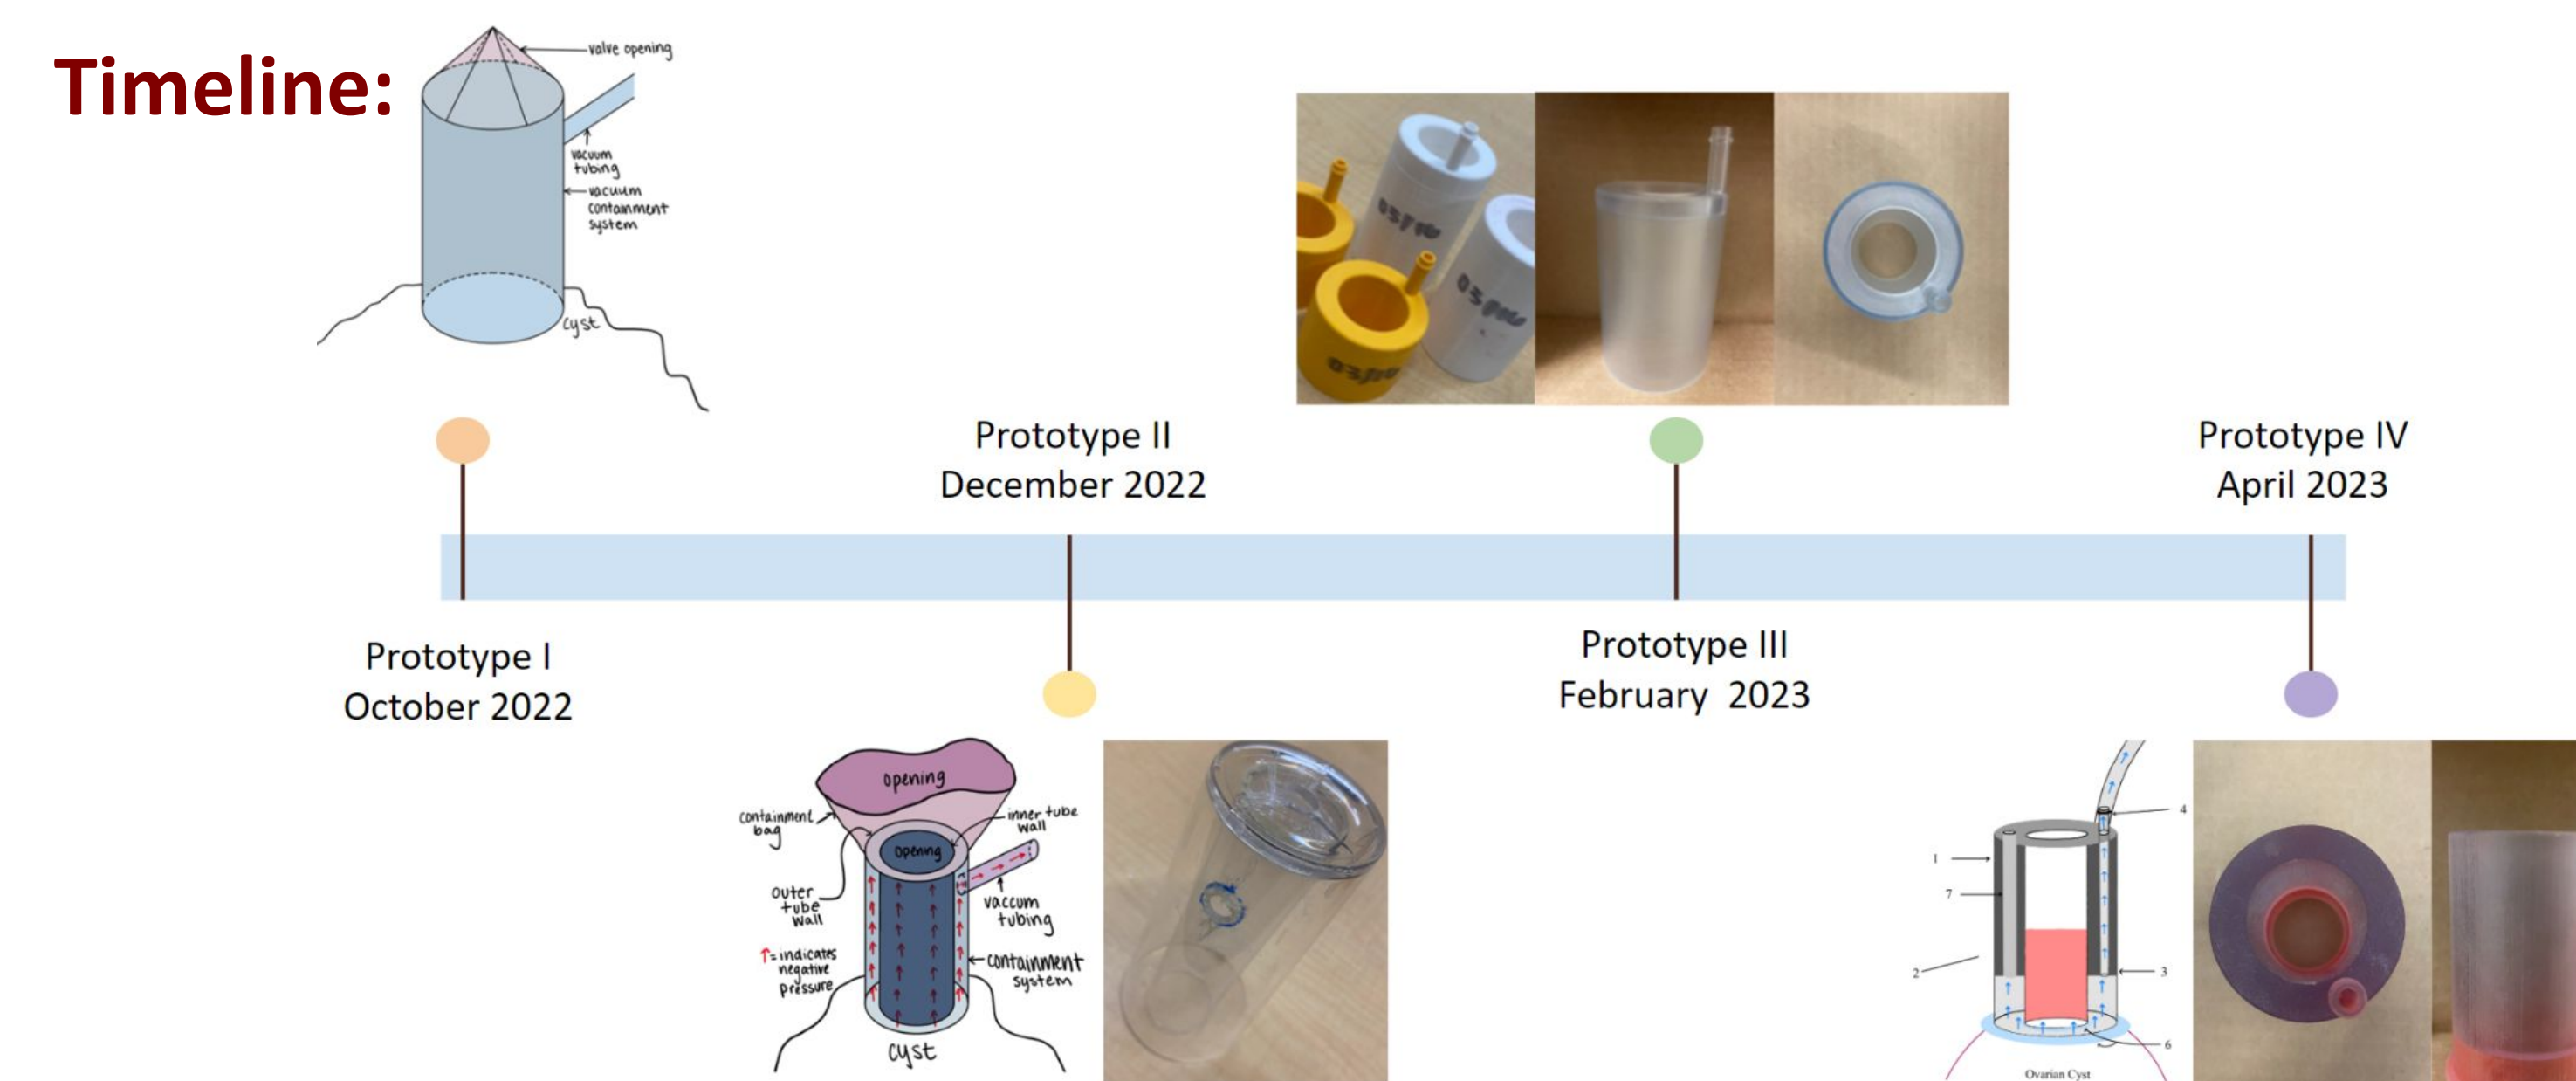 Timeline:
valve opening
vacuum
tubing
vacuum
containment
system
cyst
Prototype I
October 2022
Prototype II
December 2022
opening
containment
bag
inner tube
wall
opening
outer
tube
wall
vaccum
tubing
↑= indicates
negative
pressure
containment
system
cyst
Prototype III
February 2023
Prototype IV
April 2023
4
1
7
2
3
6
Ovarian Cyst